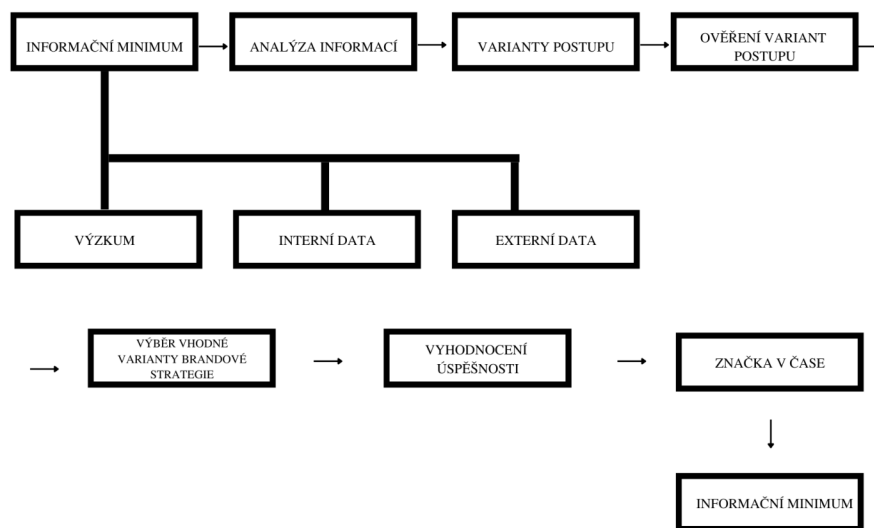 INFORMAČNÍ MINIMUM
ANALÝZA INFORMACÍ
VARIANTY POSTUPU
OVĚŘENÍ VARIANT
POSTUPU
VÝZKUM
INTERNÍ DATA
EXTERNÍ DATA
VÝBĚR VHODNÉ
VARIANTY BRANDOVÉ
STRATEGIE
VYHODNOCENÍ
ÚSPĚŠNOSTI
ZNAČKA V ČASE
INFORMAČNÍ MINIMUM